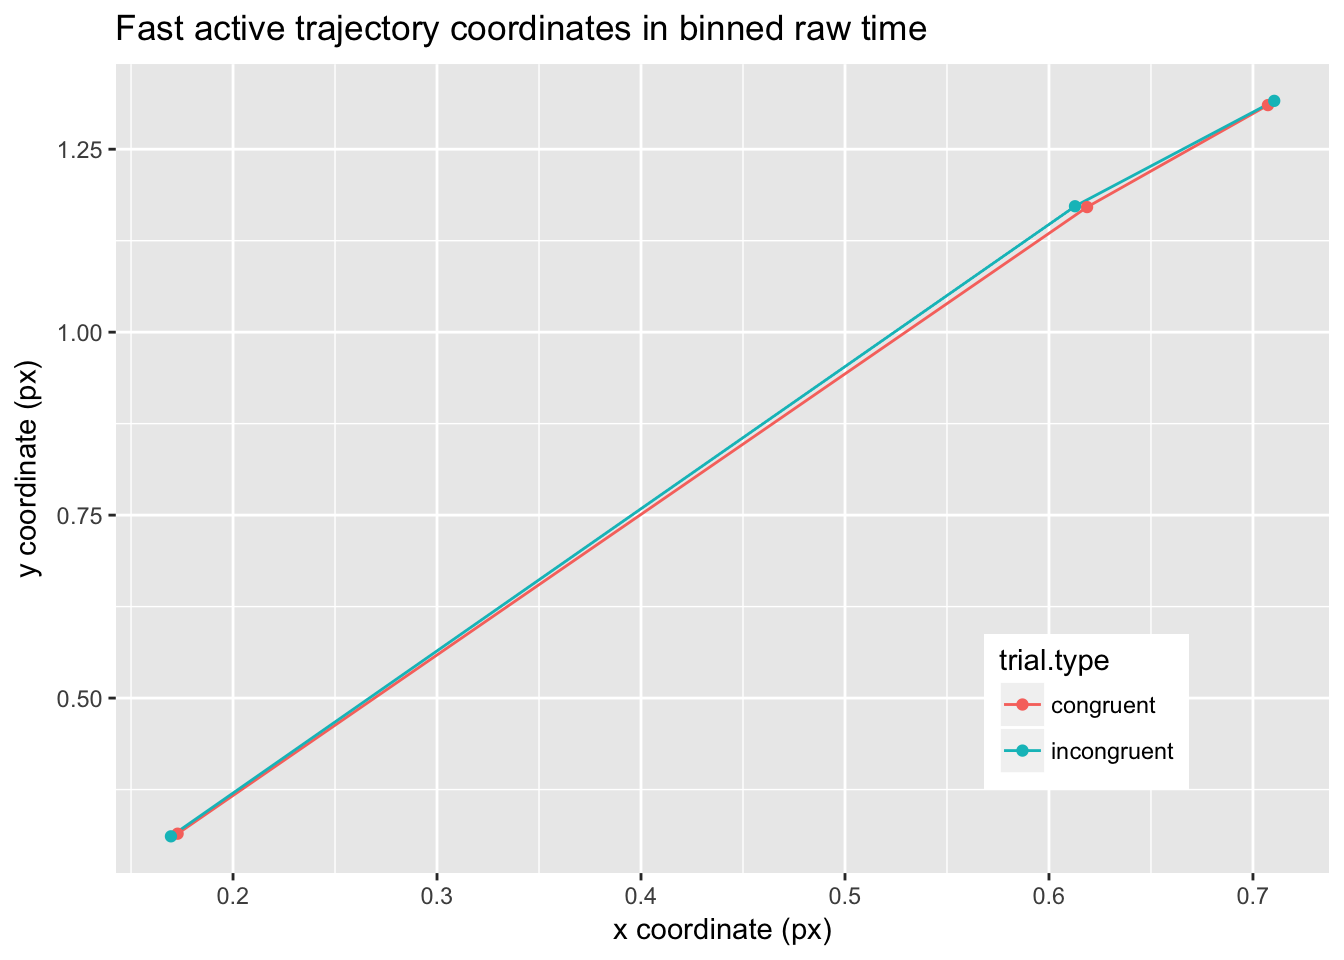 Fast active trajectory coordinates in binned raw time
y coordinate (px)
1.25
1.00
0.75
0.50
trial.type
congruent
incongruent
0.2 0.3 0.4 0.5 0.6 0.7
x coordinate (px)